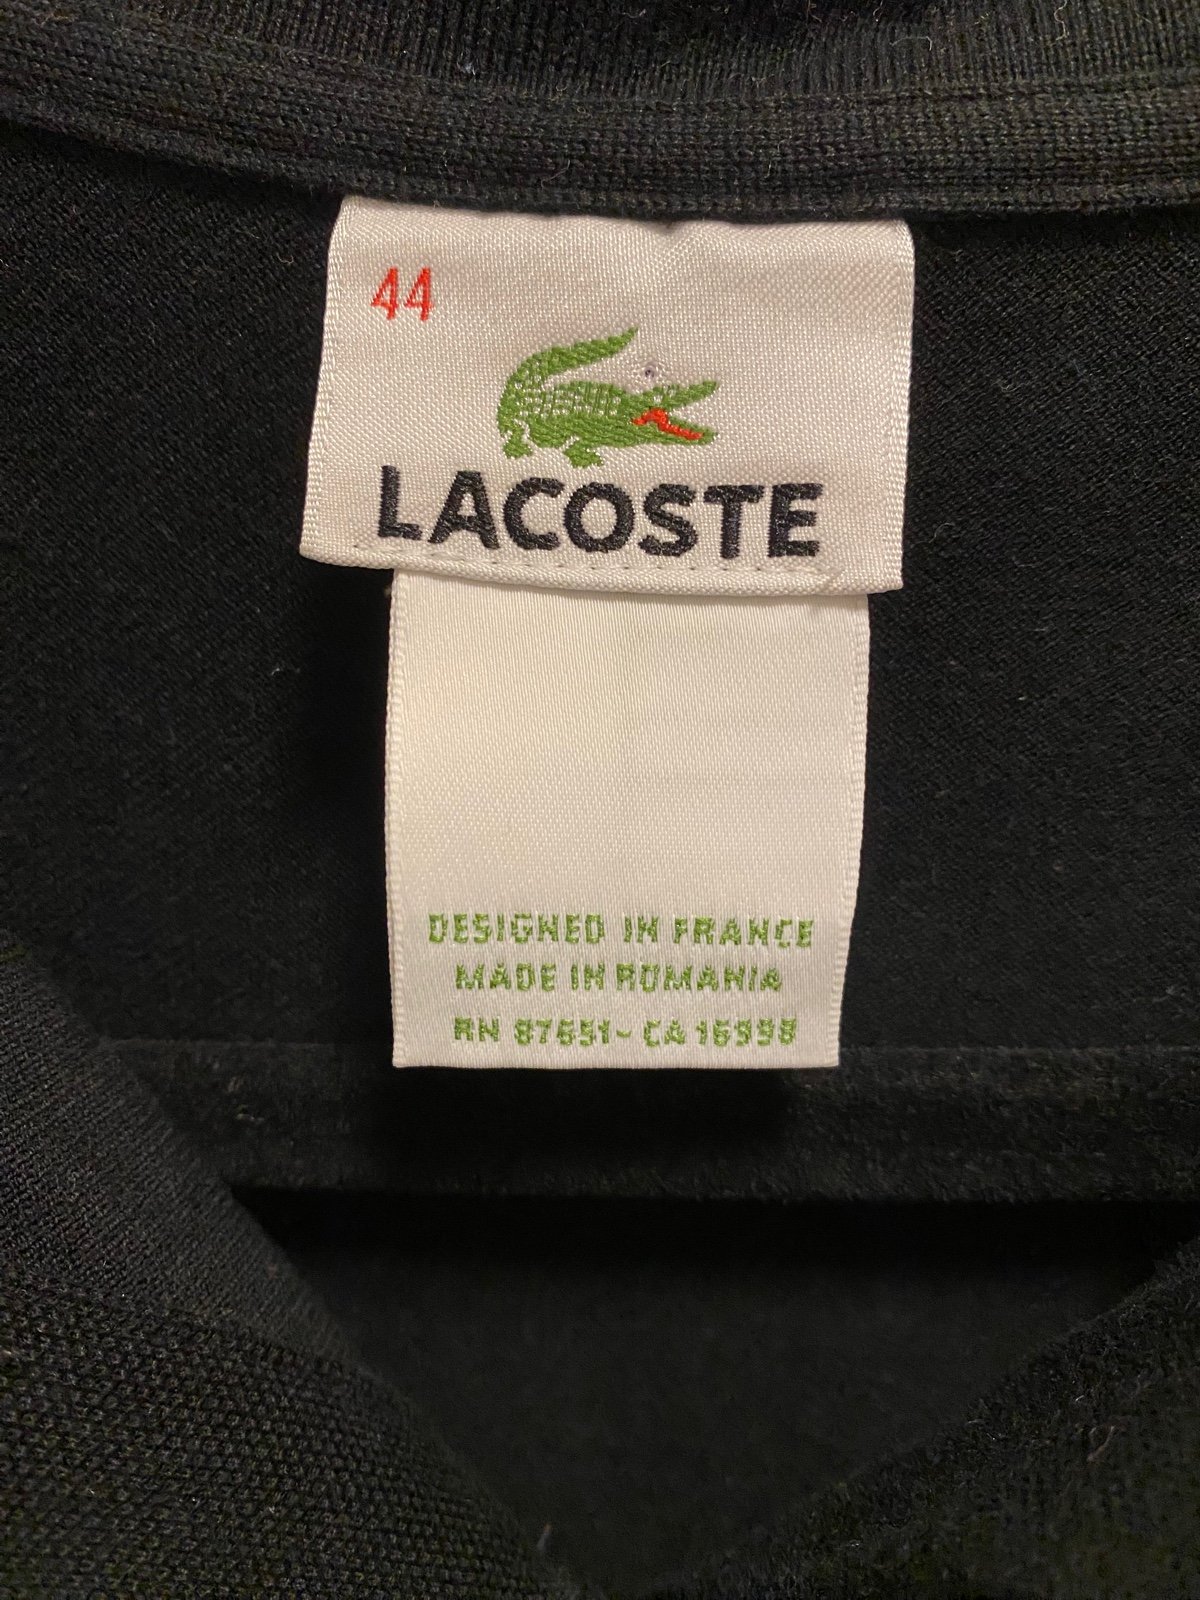 44
LACOSTE
DESIGNED IN FRANCE
MADE IN ROMANIA
RN 87651~ CA 16998